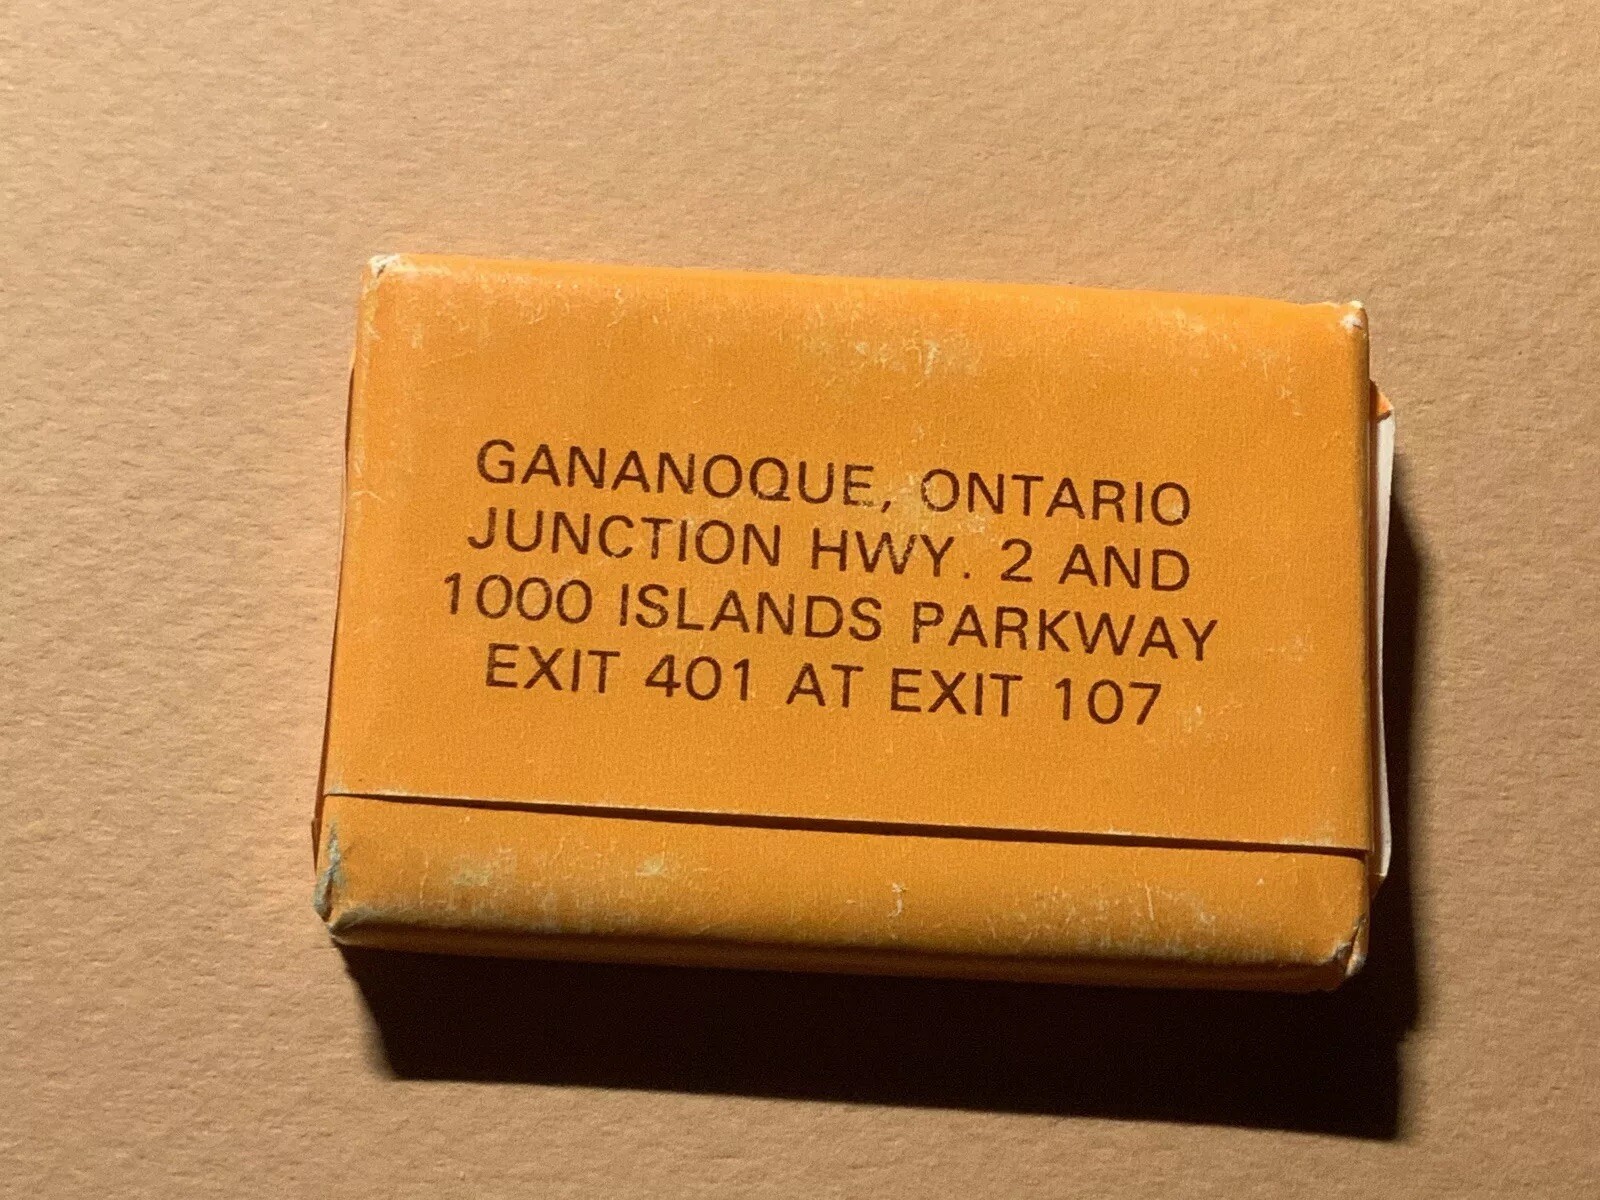 GANANOQUE, ONTARIO
JUNCTION HWY. 2 AND
1000 ISLANDS PARKWAY
EXIT 401 AT EXIT 107